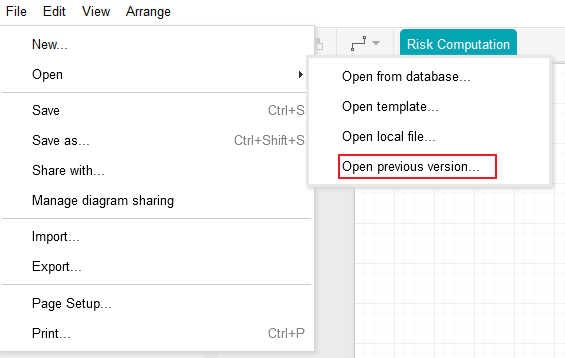 File Edit View Arrange
New...
Risk Computation
Open
Open from database...
Open template...
Save Ctrl+S
Open local file...
Save as... Ctrl+Shift+S
Open previous version...
Share with...
Manage diagram sharing
Import...
Export...
Page Setup...
Print... Ctrl+P